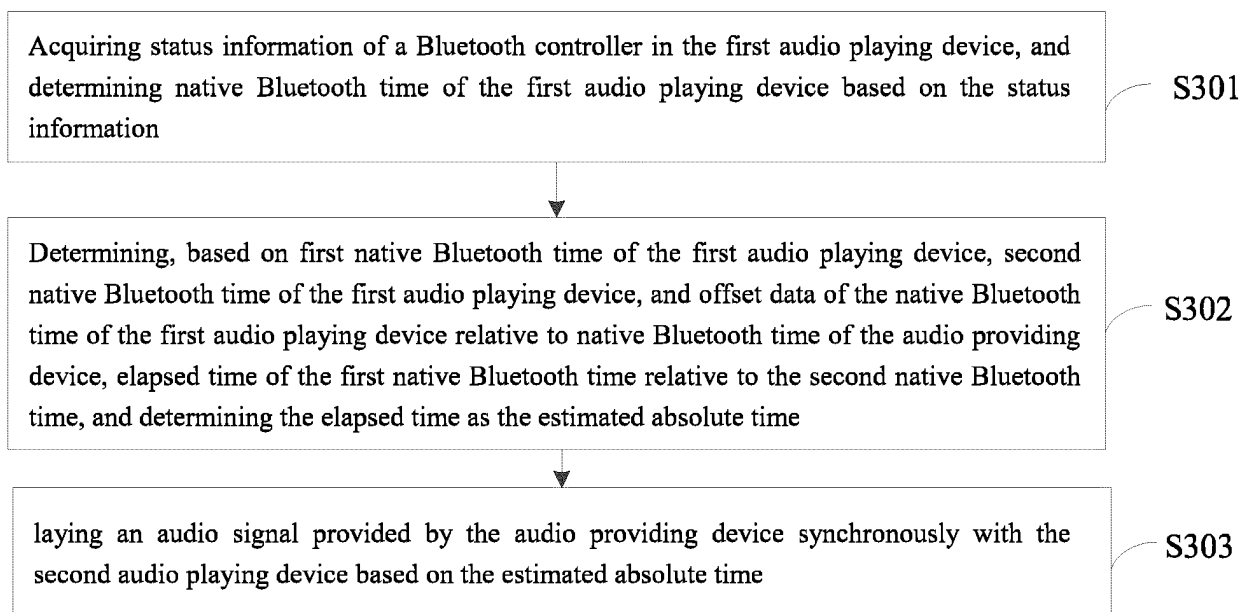 Acquiring status information of a Bluetooth controller in the first audio playing device, and
determining native Bluetooth time of the first audio playing device based on the status
information
S301
Determining, based on first native Bluetooth time of the first audio playing device, second
native Bluetooth time of the first audio playing device, and offset data of the native Bluetooth
time of the first audio playing device relative to native Bluetooth time of the audio providing
device, elapsed time of the first native Bluetooth time relative to the second native Bluetooth
time, and determining the elapsed time as the estimated absolute time
S302
laying an audio signal provided by the audio providing device synchronously with the
second audio playing device based on the estimated absolute time
S303